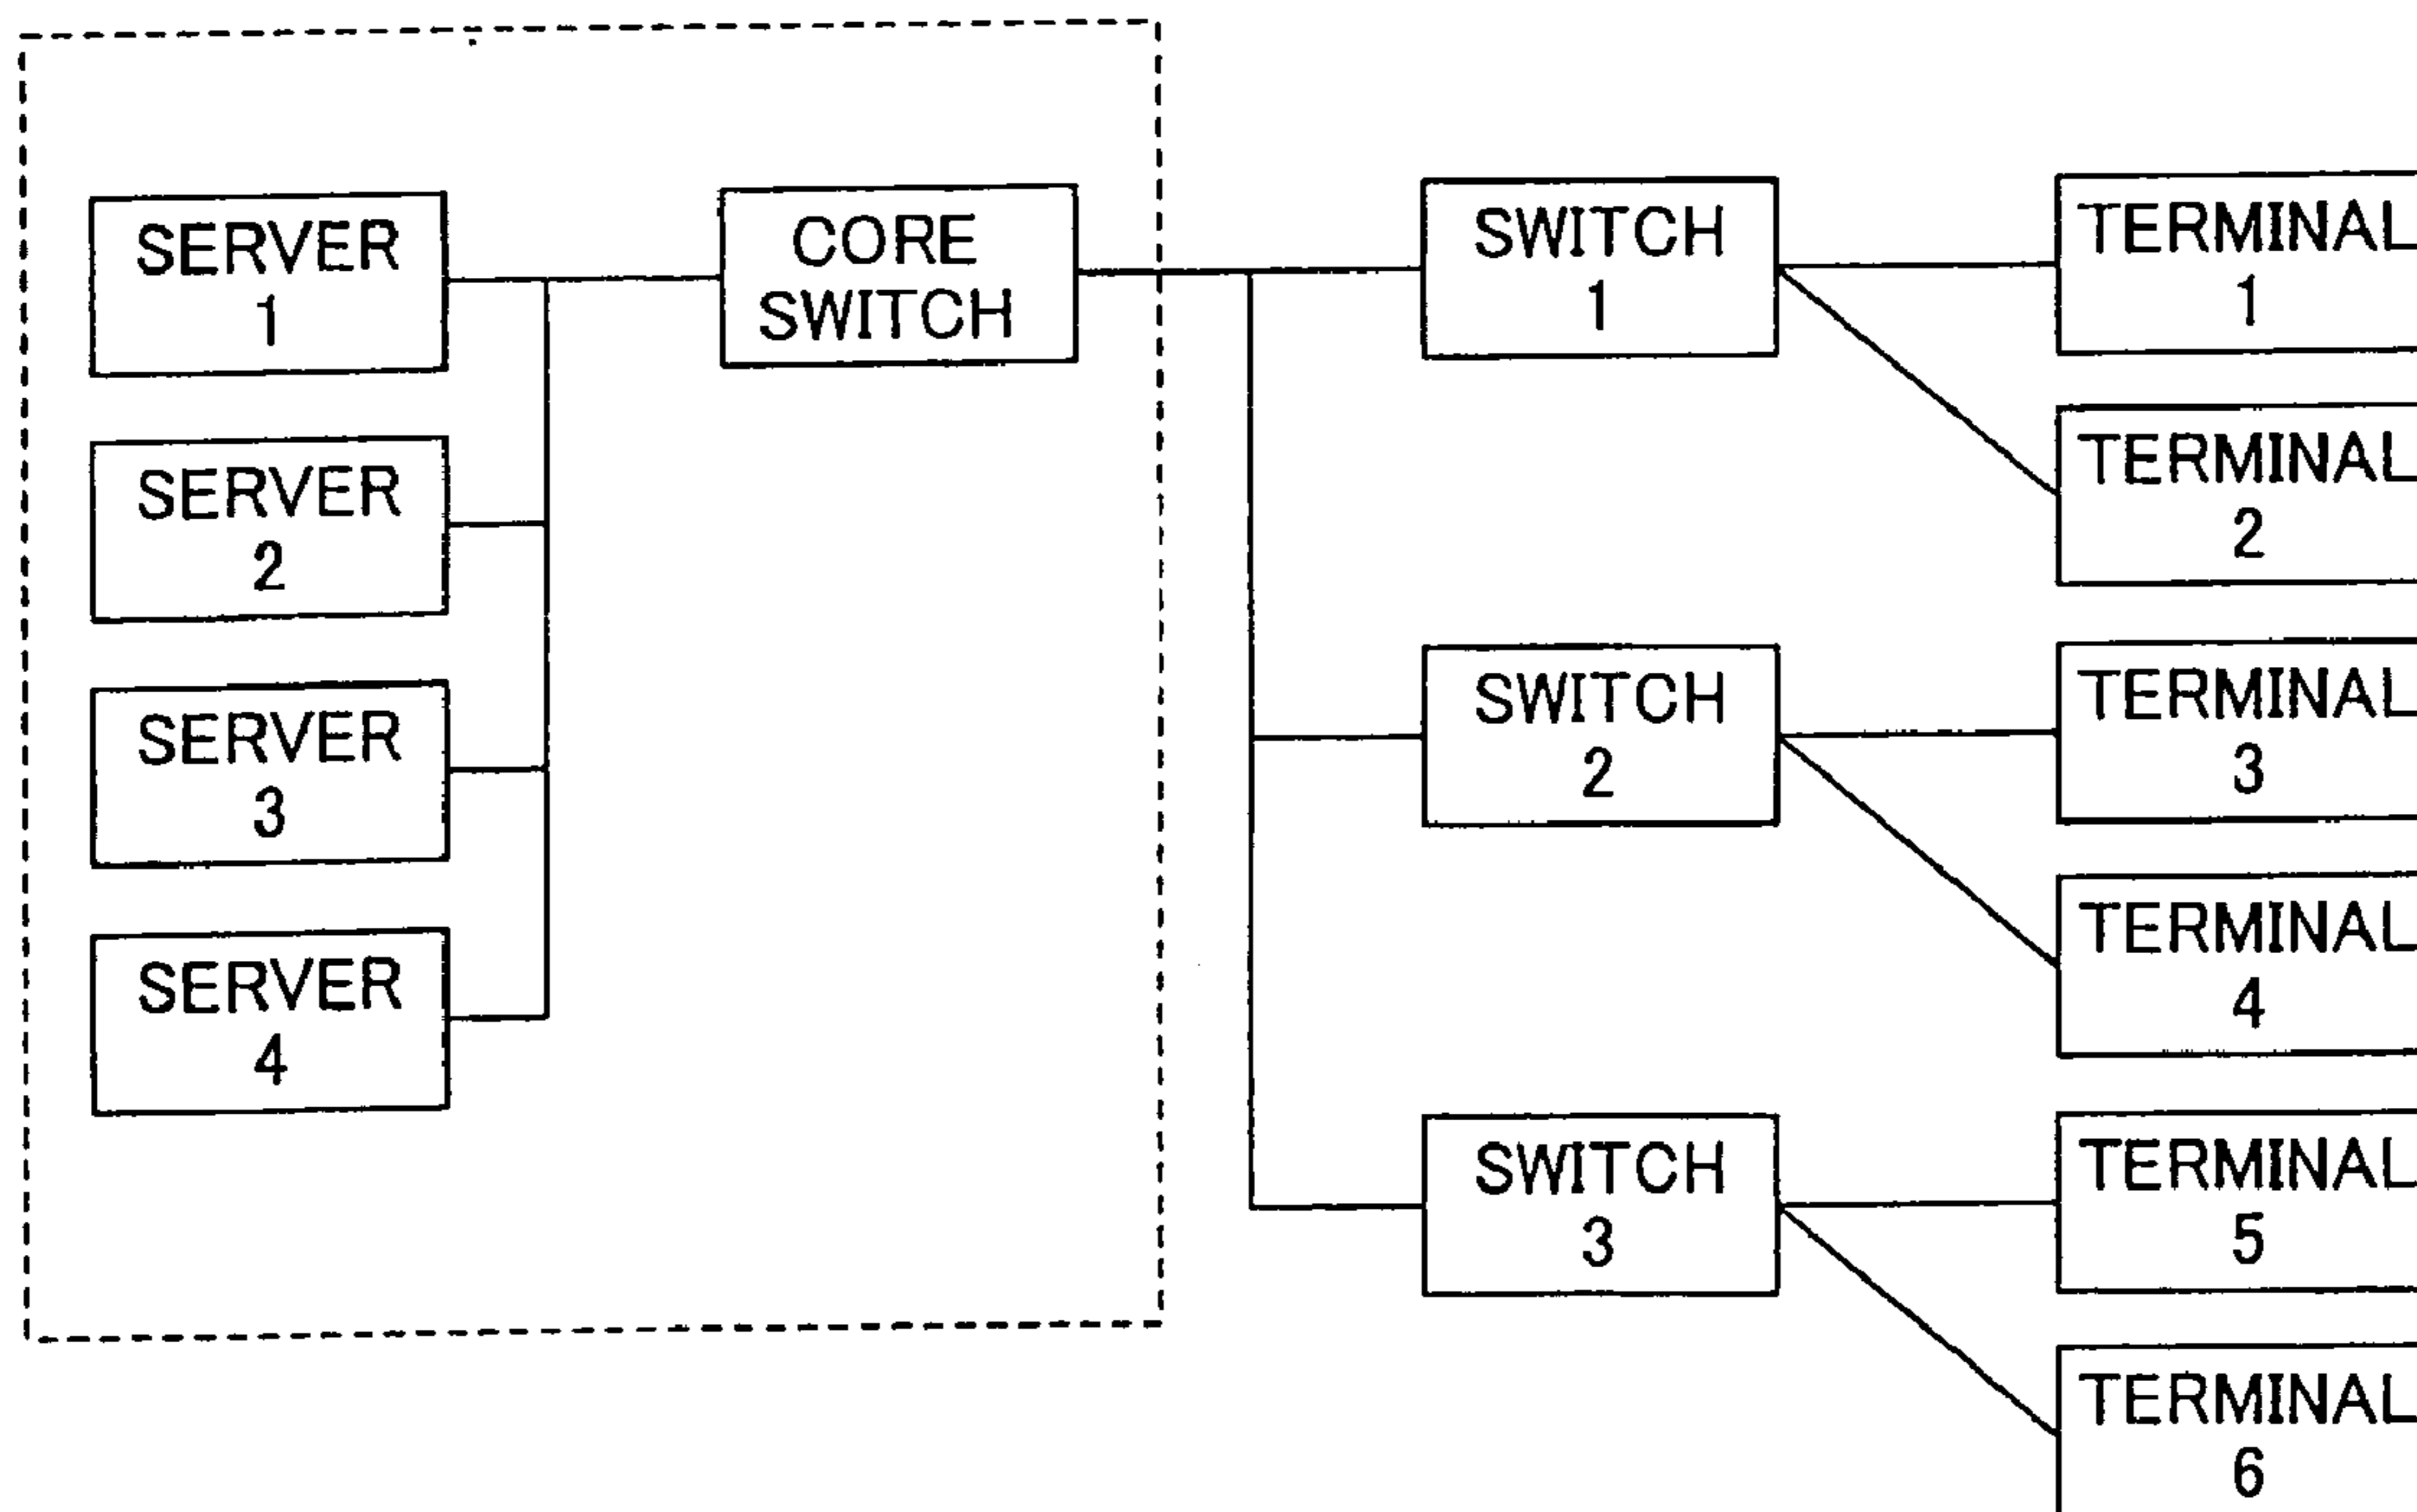 SERVER
1
CORE
SWITCH
SWITCH
1
TERMINAL
1
SERVER
2
TERMINAL
2
SERVER
3
SWITCH
2
TERMINAL
3
SERVER
4
TERMINAL
4
SWITCH
3
TERMINAL
5
TERMINAL
6